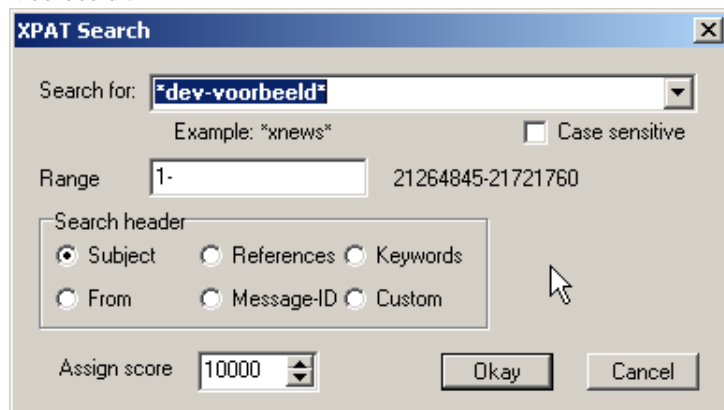 XPAT Search
Search for: *dev-voorbeeld*
Example: *xnews* Case sensitive
Range 1- 21264845-21721760
Search header
Subject References Keywords
From Message-ID Custom
Assign score 10000 Okay Cancel